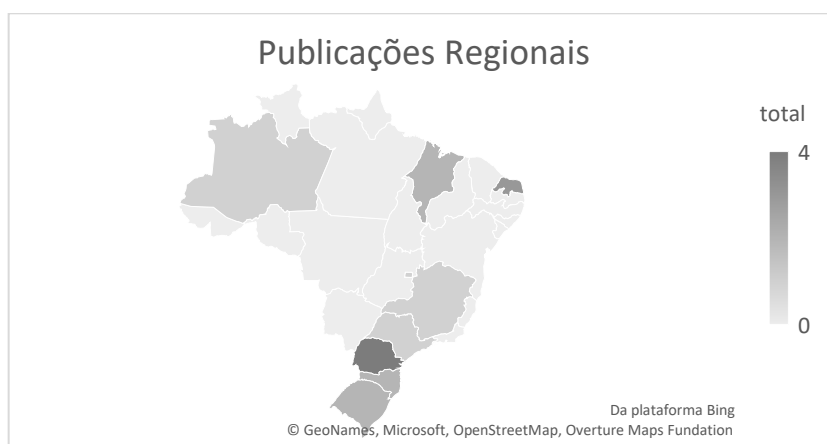 Publicações Regionais
total
4
0
Da plataforma Bing
© GeoNames, Microsoft, OpenStreetMap, Overture Maps Fundation